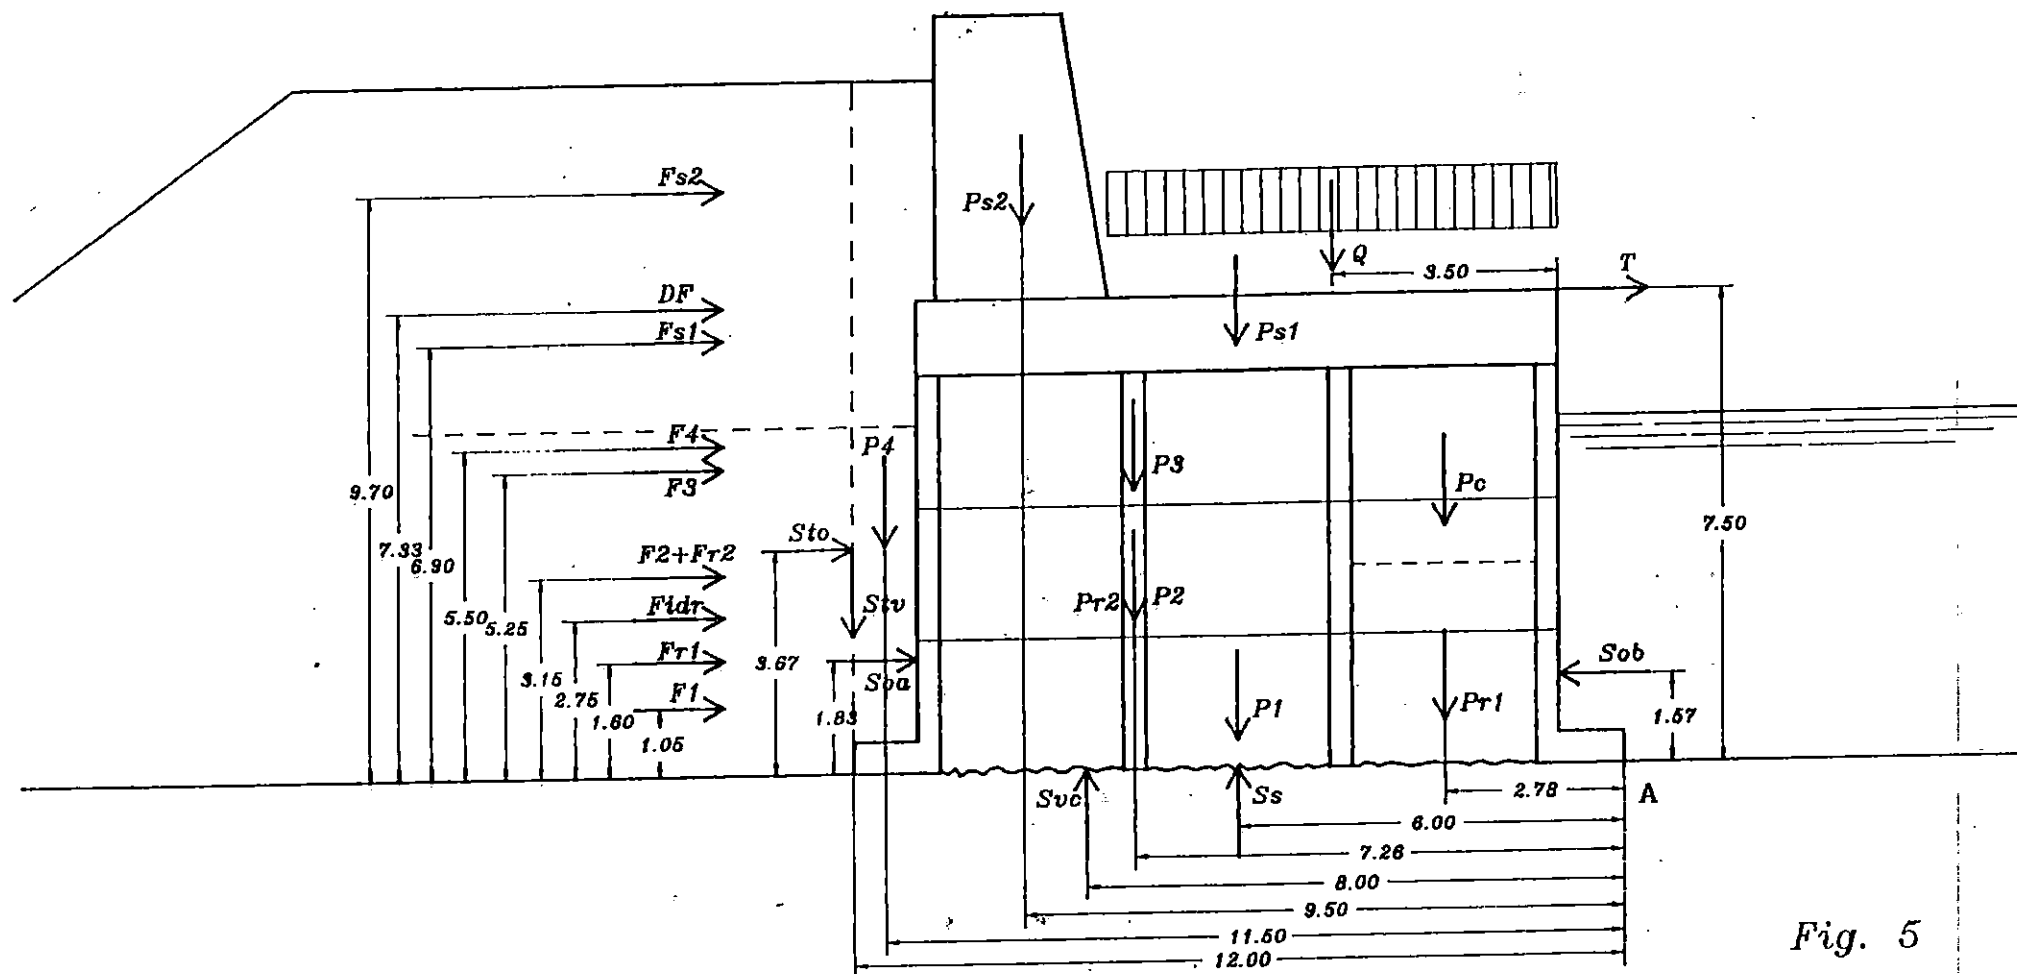 Fs2
Ps2
Q
3.50
T
DF
Fs1
Ps1
F4
P4
F3
P3
Pc
9.70
7.33
6.90
Sto
7.50
F2+Fr2
5.50
5.25
Fidr
Stv
Pr2
P2
Fr1
3.67
Soa
Sob
3.15
2.75
F1
1.60
1.83
P1
Pr1
1.57
1.05
Svc
Ss
2.78
A
6.00
7.26
8.00
9.50
11.50
12.00
Fig. 5